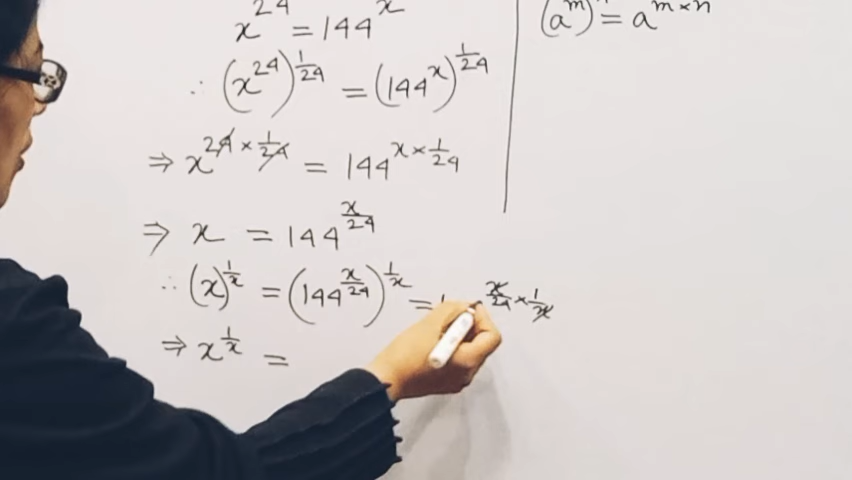 x^24 = 144^x
∴ (x^24)^1/24 = (144^x)^1/24
⇒ x^24 × 1/24 = 144^x × 1/24
⇒ x = 144^x/24
∴ (x)^1/x = (144^x/24)^1/x = x/24 × 1/x
⇒ x^1/x =
(a^m)^n = a^m×n